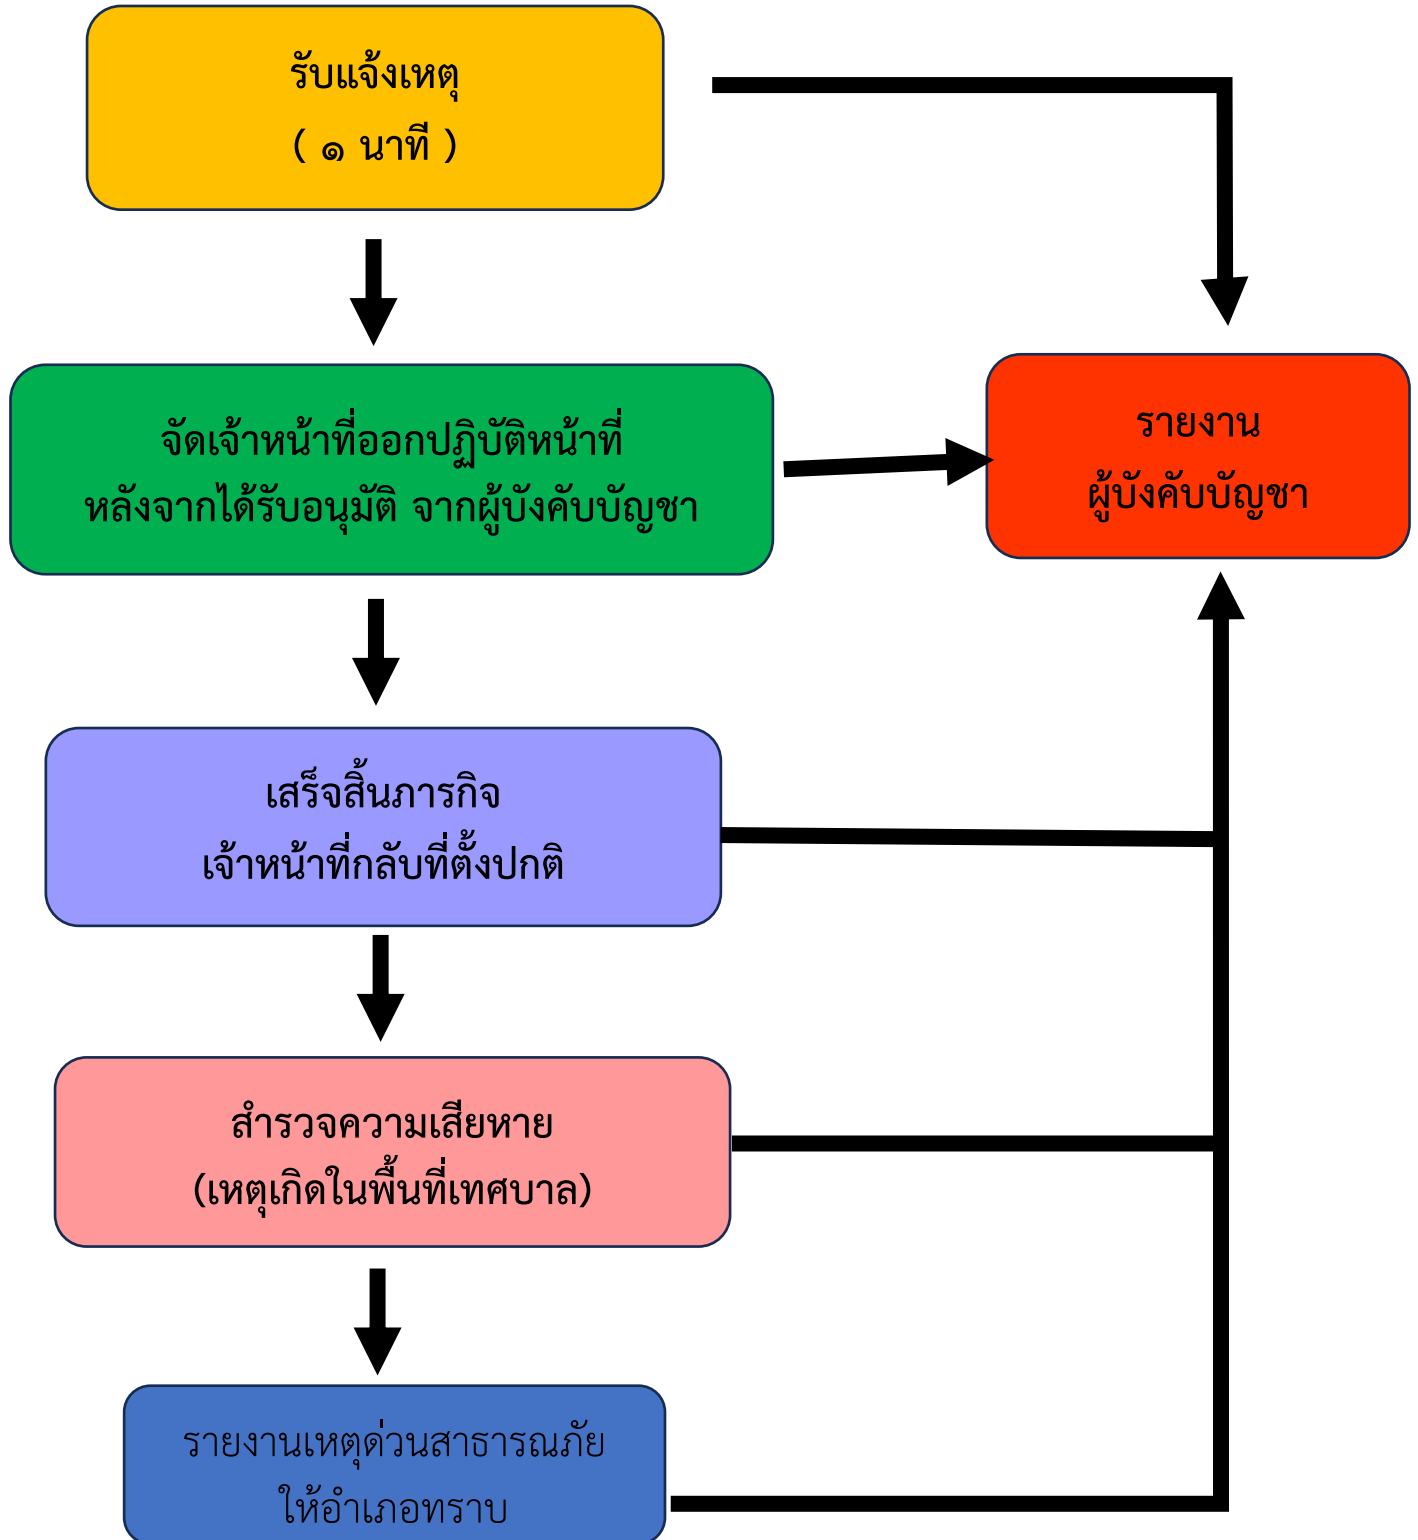 รับแจ้งเหตุ
( ๑ นาที )
จัดเจ้าหน้าที่ออกปฏิบัติหน้าที่
หลังจากได้รับอนุมัติ จากผู้บังคับบัญชา
รายงาน
ผู้บังคับบัญชา
เสร็จสิ้นภารกิจ
เจ้าหน้าที่กลับที่ตั้งปกติ
สำรวจความเสียหาย
(เหตุเกิดในพื้นที่เทศบาล)
รายงานเหตุด่วนสาธารณภัย
ให้อำเภอทราบ